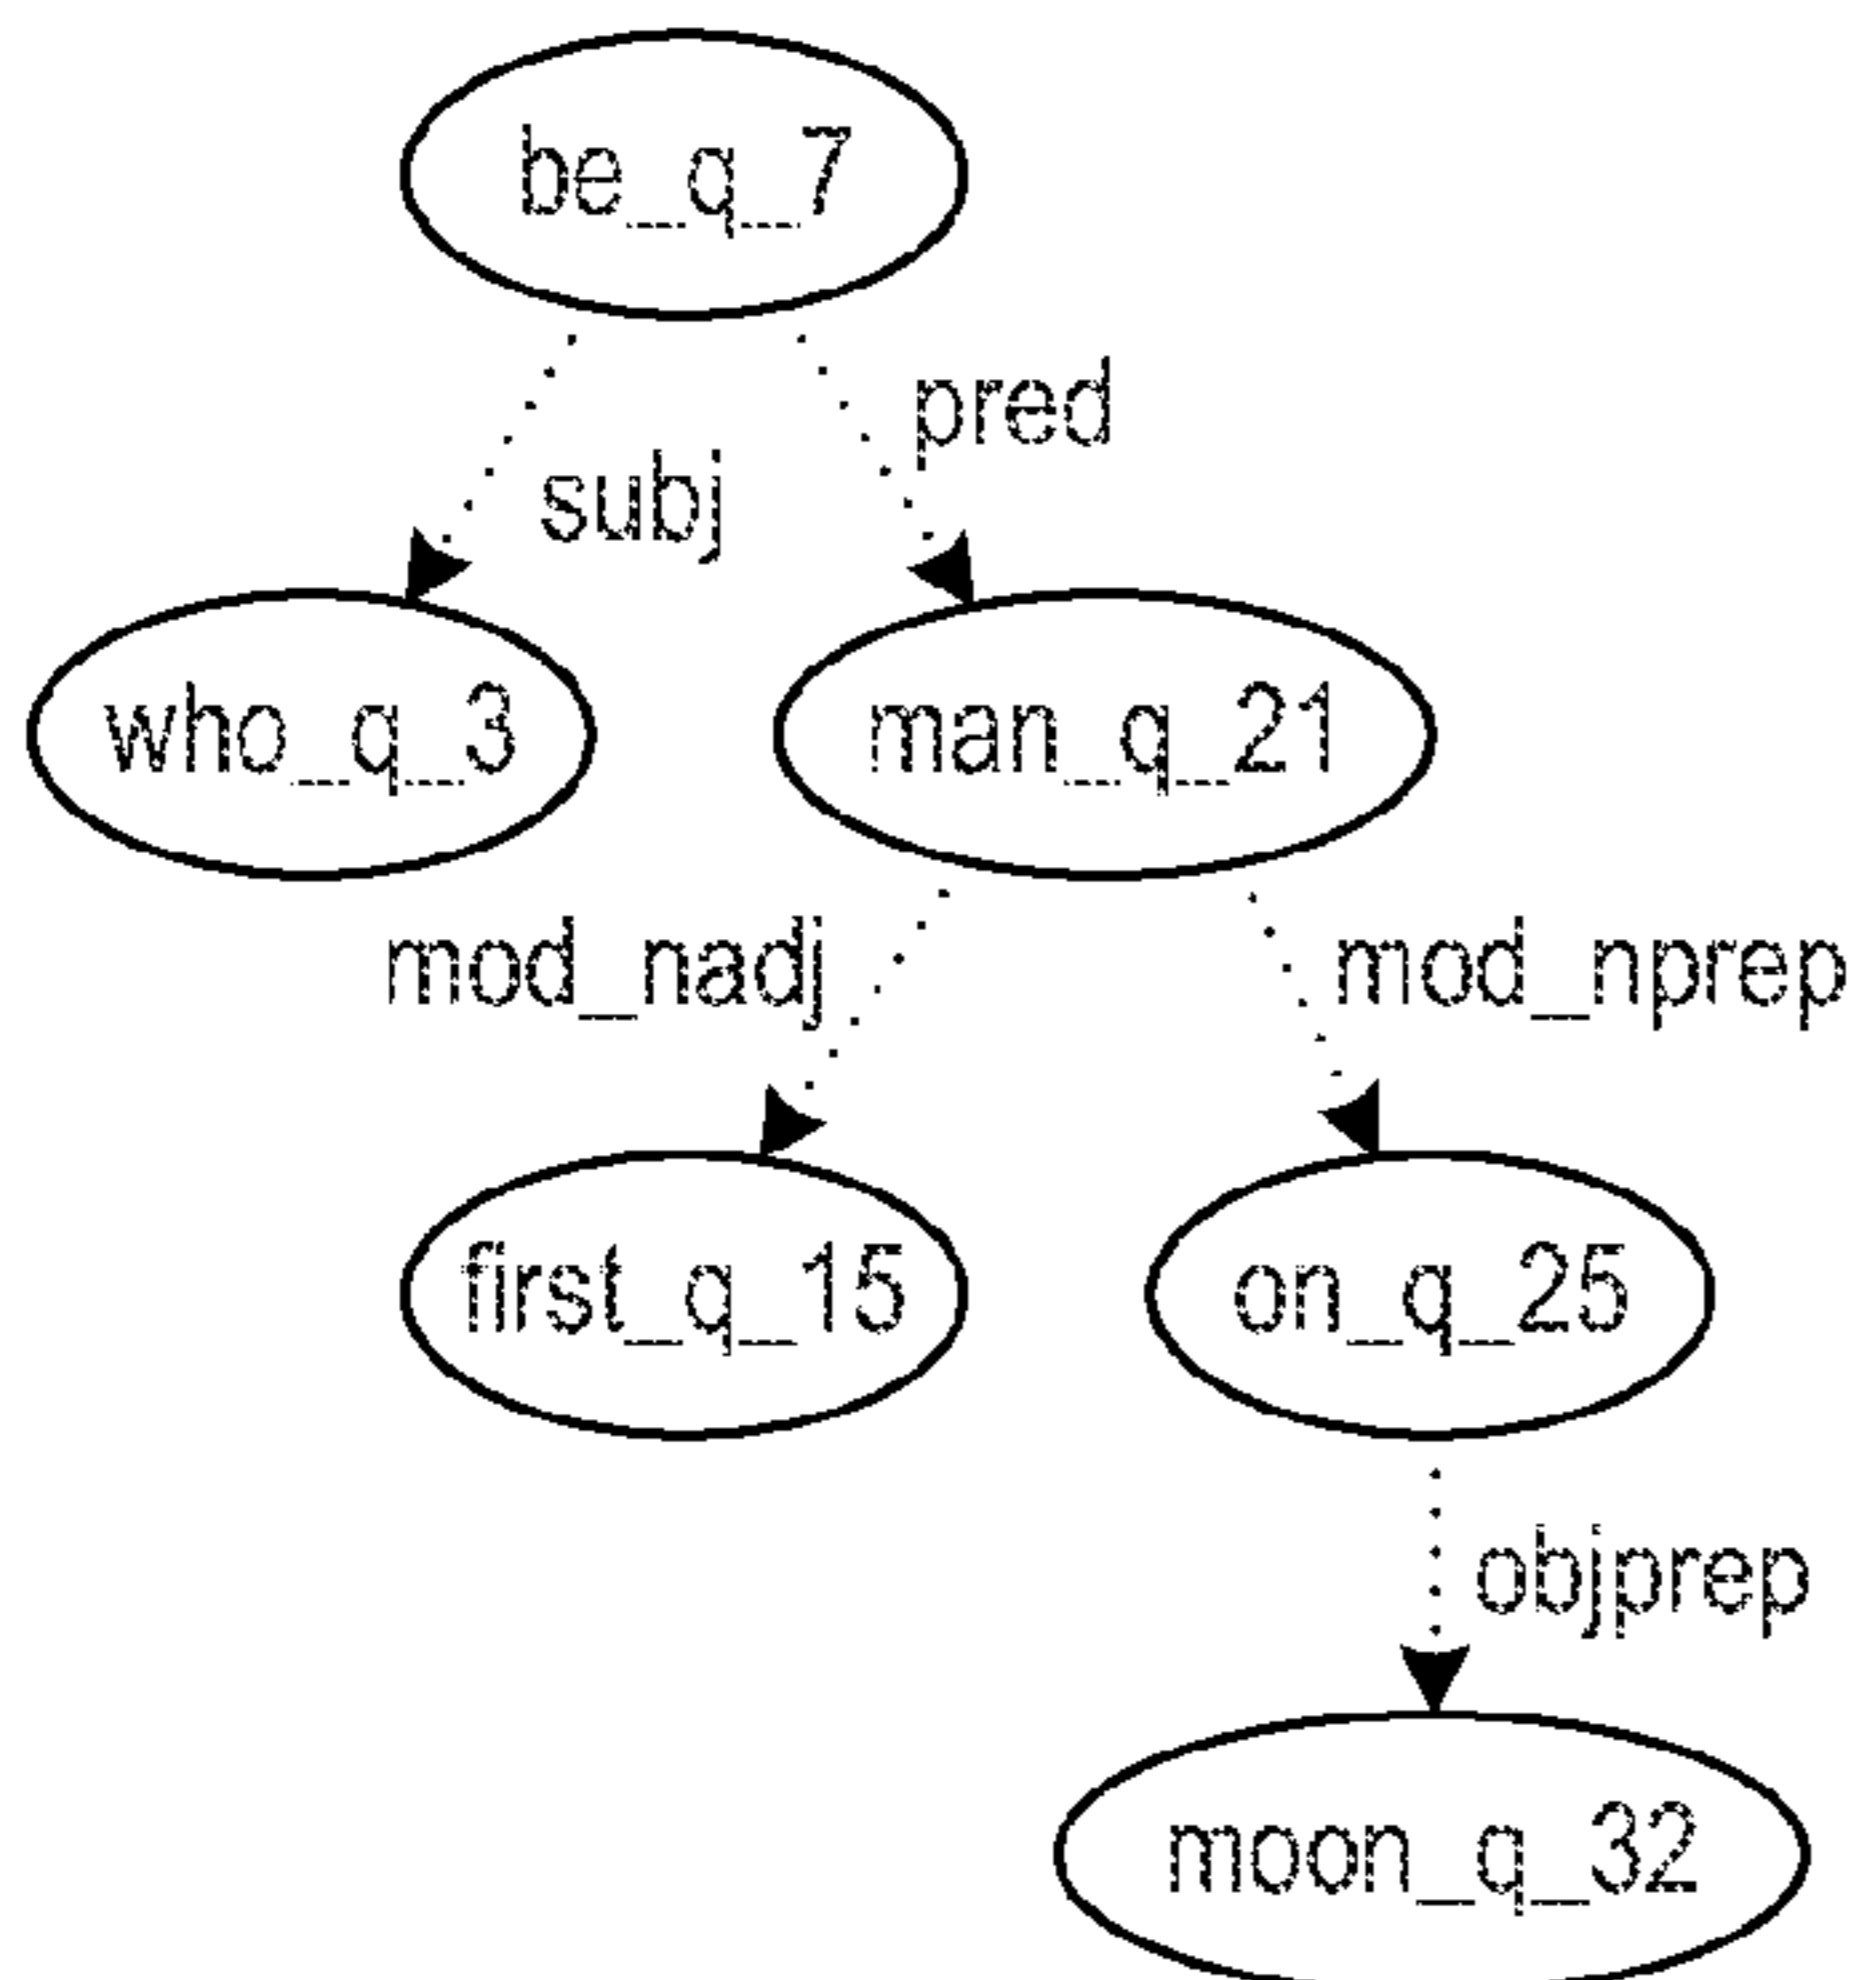 be_q_7
pred
subj
who_q_3
man_q_21
mod_nadj
mod_nprep
first_q_15
on_q_25
objprep
moon_q_32